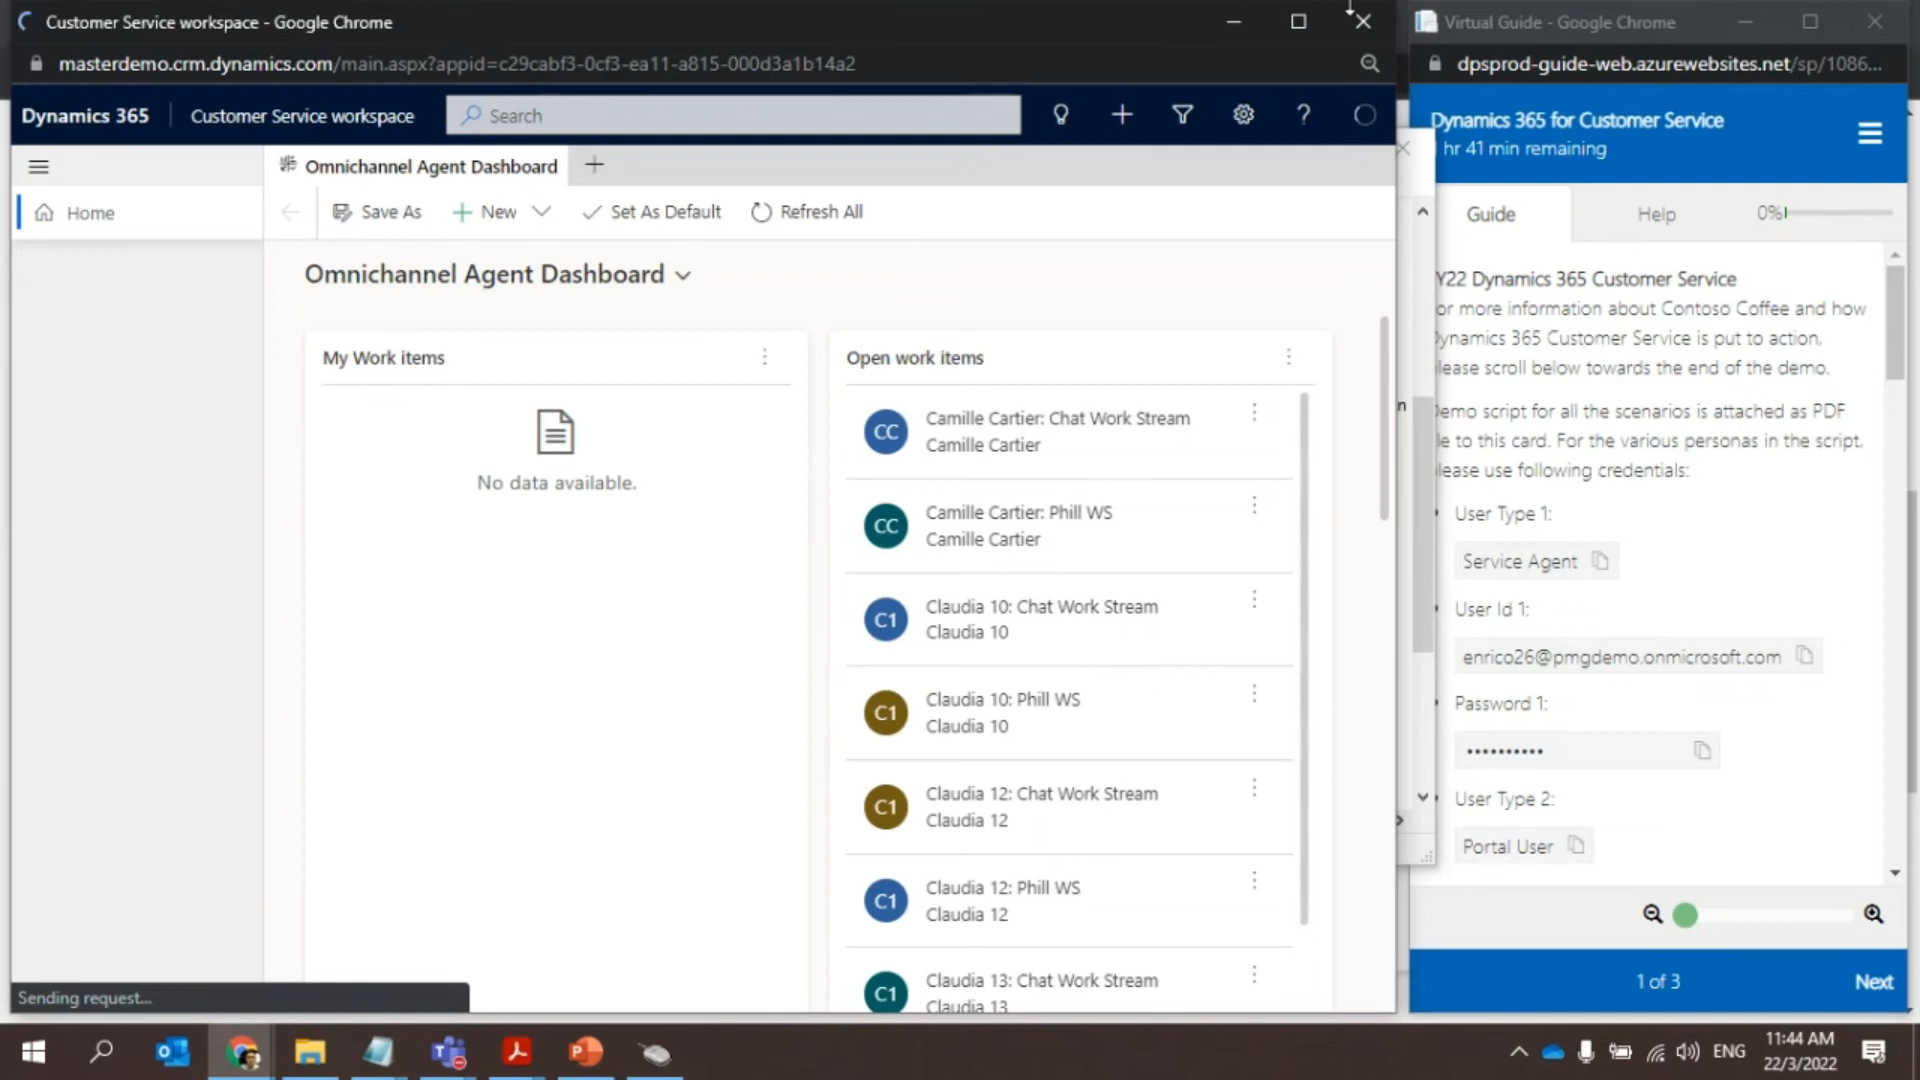 Customer Service workspace - Google Chrome
masterdemo.crm.dynamics.com/main.aspx?appid=c29cabf3-0cf3-ea11-a815-000d3a1b14a2
Dynamics 365
Customer Service workspace
Search
Omnichannel Agent Dashboard
Home
Save As
New
Set As Default
Refresh All
Omnichannel Agent Dashboard
My Work items
No data available.
Open work items
CC
Camille Cartier: Chat Work Stream
Camille Cartier
CC
Camille Cartier: Phill WS
Camille Cartier
C1
Claudia 10: Chat Work Stream
Claudia 10
C1
Claudia 10: Phill WS
Claudia 10
C1
Claudia 12: Chat Work Stream
Claudia 12
C1
Claudia 12: Phill WS
Claudia 12
C1
Claudia 13: Chat Work Stream
Claudia 13
Sending request...
n
Virtual Guide - Google Chrome
dpsprod-guide-web.azurewebsites.net/sp/1086...
Dynamics 365 for Customer Service
hr 41 min remaining
Guide
Help
0%
Y22 Dynamics 365 Customer Service
or more information about Contoso Coffee and how
Dynamics 365 Customer Service is put to action,
please scroll below towards the end of the demo.
Demo script for all the scenarios is attached as PDF
le to this card. For the various personas in the script,
please use following credentials:
User Type 1:
Service Agent
User Id 1:
enrico26@pmgdemo.onmicrosoft.com
Password 1:
••••••••••
User Type 2:
Portal User
1 of 3
Next
ENG
11:44 AM
22/3/2022